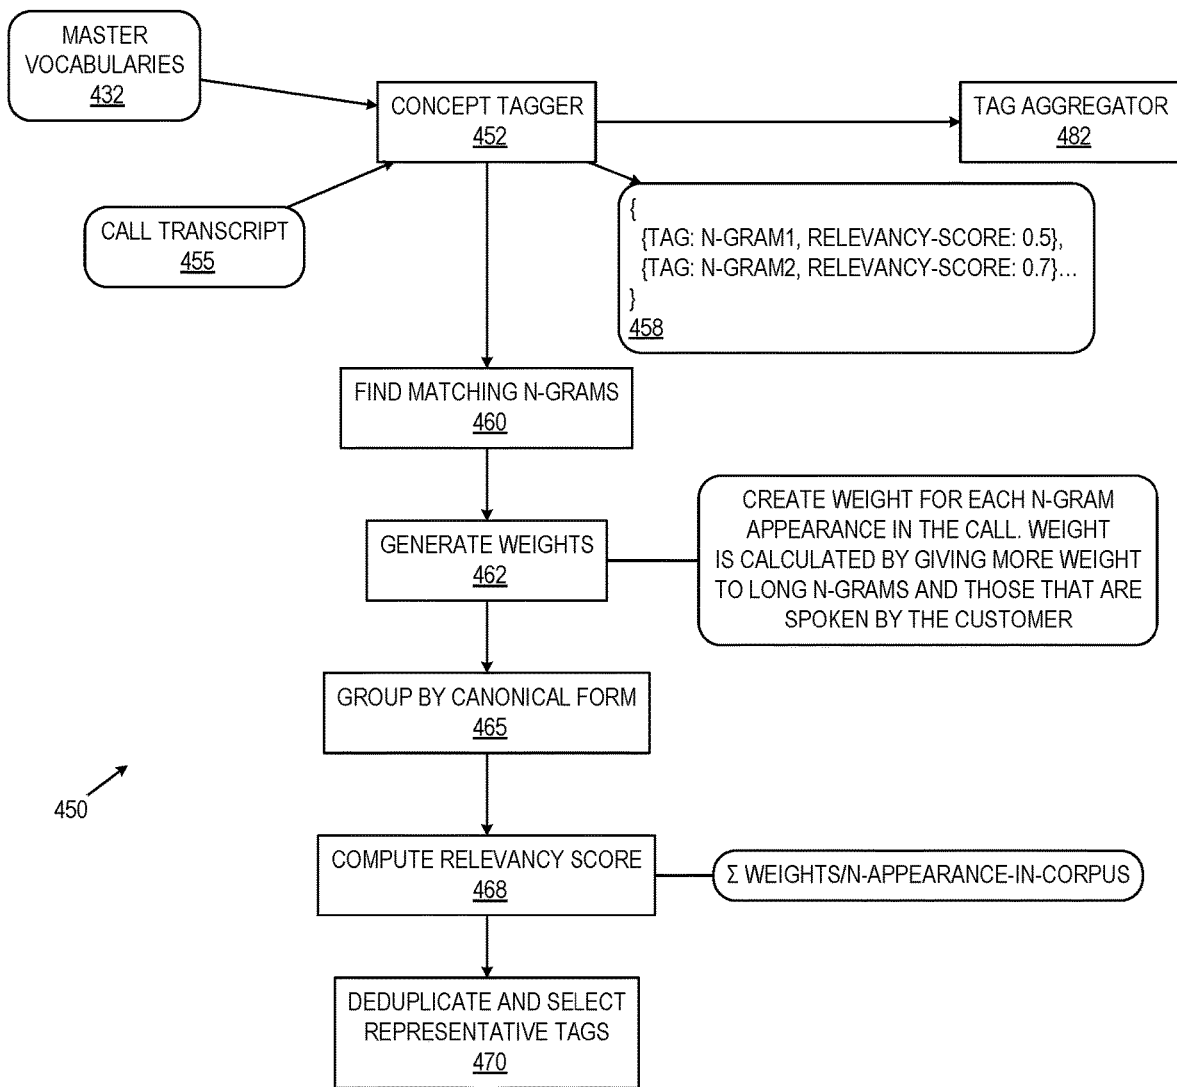 MASTER
VOCABULARIES
432
CONCEPT TAGGER
452
TAG AGGREGATOR
482
CALL TRANSCRIPT
455
{
{TAG: N-GRAM1, RELEVANCY-SCORE: 0.5},
{TAG: N-GRAM2, RELEVANCY-SCORE: 0.7}...
}
458
FIND MATCHING N-GRAMS
460
GENERATE WEIGHTS
462
CREATE WEIGHT FOR EACH N-GRAM
APPEARANCE IN THE CALL. WEIGHT
IS CALCULATED BY GIVING MORE WEIGHT
TO LONG N-GRAMS AND THOSE THAT ARE
SPOKEN BY THE CUSTOMER
GROUP BY CANONICAL FORM
465
450
COMPUTE RELEVANCY SCORE
468
Σ WEIGHTS/N-APPEARANCE-IN-CORPUS
DEDUPLICATE AND SELECT
REPRESENTATIVE TAGS
470